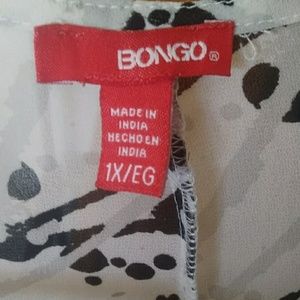 BONGO®
MADE IN
INDIA
HECHO EN
INDIA
1X/EG